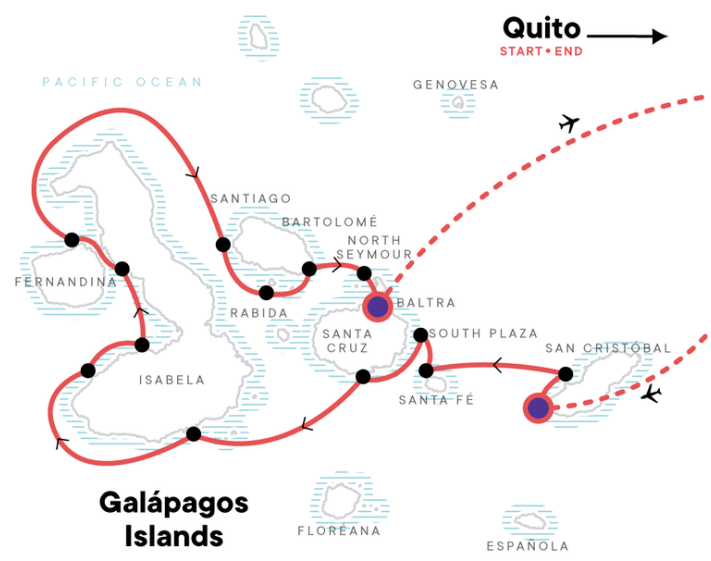 Quito
START • END
PACIFIC OCEAN
GENOVESA
SANTIAGO
BARTOLOMÉ
NORTH
SEYMOUR
FERNANDINA
RABIDA
BALTRA
SANTA
CRUZ
SOUTH PLAZA
SAN CRISTÓBAL
ISABELA
SANTA FÉ
Galápagos
Islands
FLOREANA
ESPAÑOLA